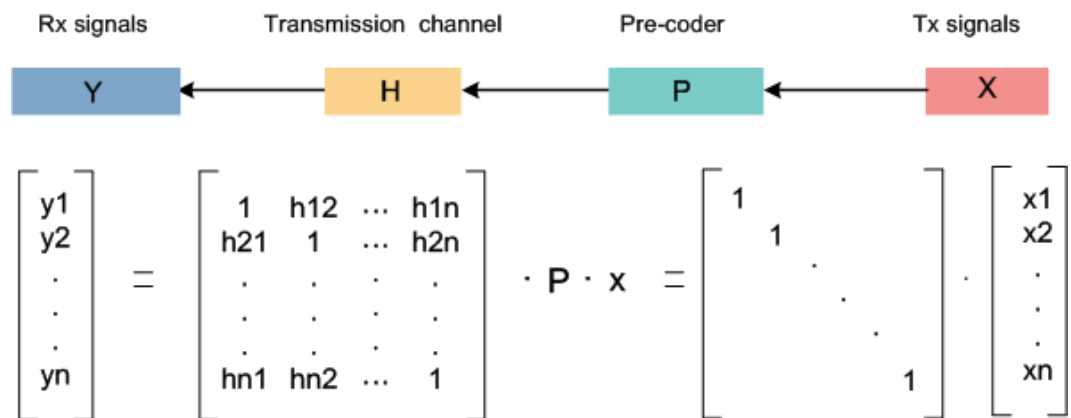 Rx signals Transmission channel Pre-coder Tx signals
Y H P X
y1 1 h12 ... h1n 1 x1
y2 h21 1 ... h2n 1 x2
. . . . . . .
= · P · x = ·
. . . . . . .
. . . . . . .
yn hn1 hn2 ... 1 1 xn